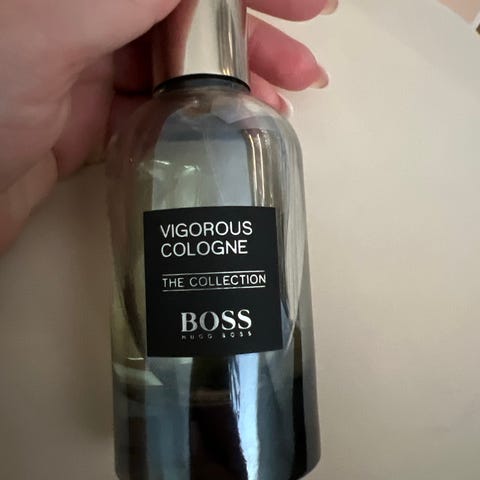 VIGOROUS
COLOGNE
THE COLLECTION
BOSS
HUGO BOSS